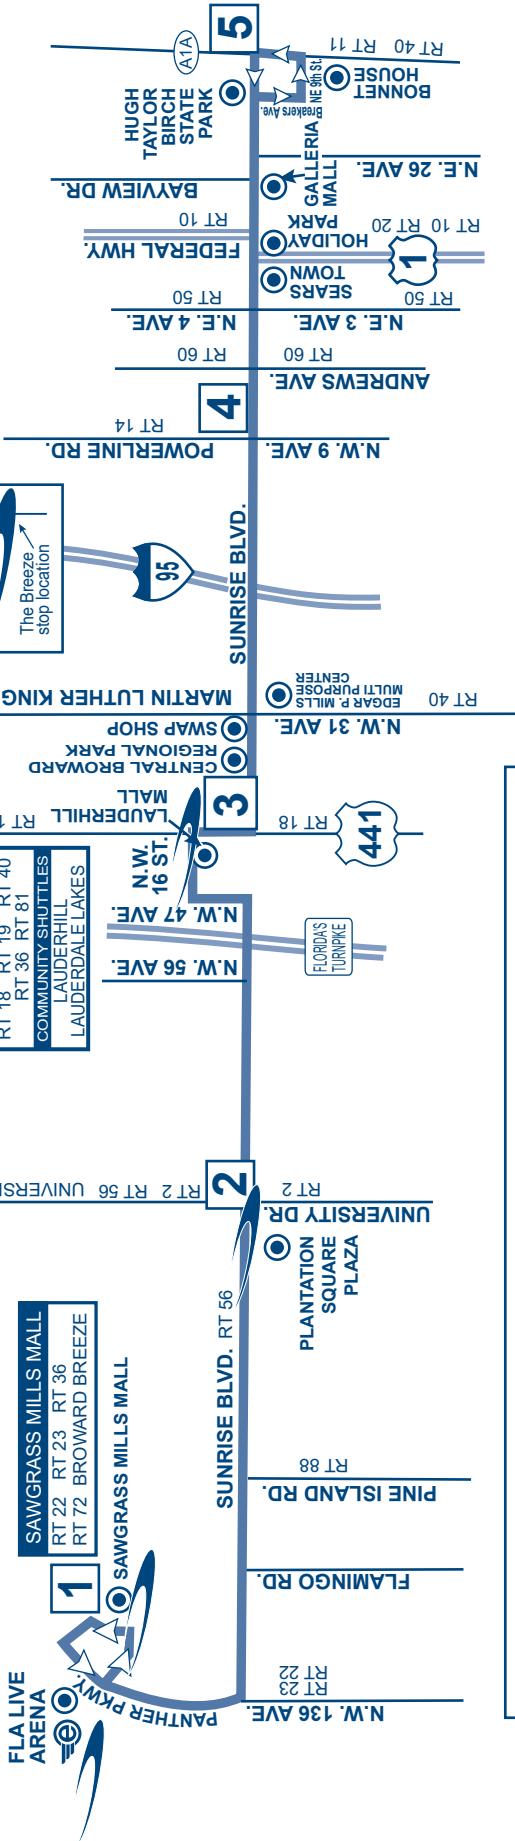 5
A1A
RT 40 RT 11
HUGH
TAYLOR
BIRCH
STATE
PARK
BONNET
HOUSE
NE 9th St.
Breakers Ave.
GALLERIA
MALL
N.E. 26 AVE.
BAYVIEW DR.
RT 10
FEDERAL HWY.
HOLIDAY
PARK
RT 10 RT 20
1
SEARS
TOWN
RT 50
N.E. 4 AVE.
RT 50
N.E. 3 AVE.
RT 60
RT 60
ANDREWS AVE.
4
RT 14
POWERLINE RD.
N.W. 9 AVE.
The Breeze
stop location
95
SUNRISE BLVD.
MARTIN LUTHER KING
EDGAR P. MILLS
MULTI PURPOSE
CENTER
RT 40
N.W. 31 AVE.
SWAP SHOP
CENTRAL BROWARD
REGIONAL PARK
LAUDERHILL
MALL
3
RT 18
441
N.W.
16 ST.
RT 18 RT 19 RT 40
RT 36 RT 81
COMMUNITY SHUTTLES
LAUDERHILL
LAUDERDALE LAKES
N.W. 47 AVE.
FLORIDA'S
TURNPIKE
N.W. 56 AVE.
2
RT 2 RT 56
RT 2
UNIVERSITY DR.
PLANTATION
SQUARE
PLAZA
SUNRISE BLVD. RT 56
RT 88
PINE ISLAND RD.
FLAMINGO RD.
SAWGRASS MILLS MALL
RT 22 RT 23 RT 36
RT 72 BROWARD BREEZE
1
SAWGRASS MILLS MALL
FLA LIVE
ARENA
e
PANTHER PKWY.
RT 23
RT 22
N.W. 136 AVE.